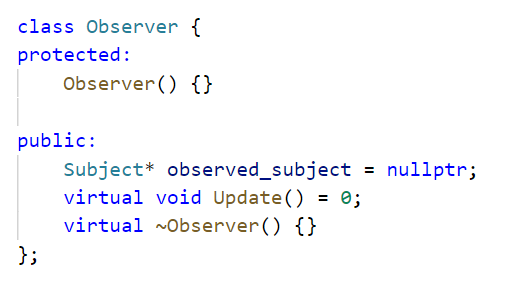 class Observer {
protected:
    Observer() {}

public:
    Subject* observed_subject = nullptr;
    virtual void Update() = 0;
    virtual ~Observer() {}
};